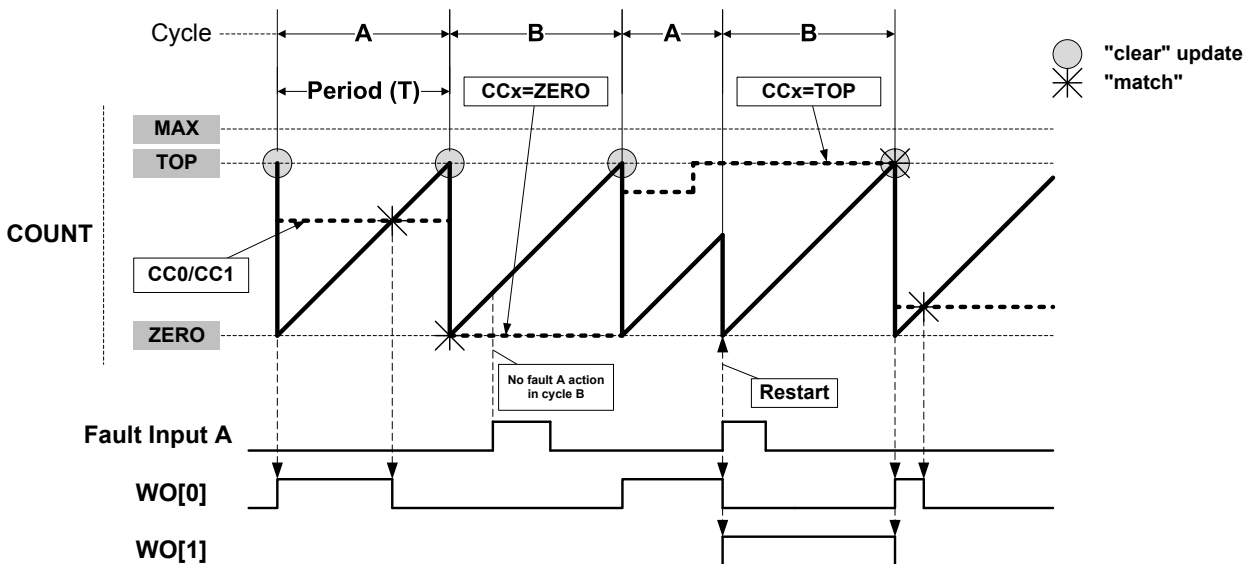 Cycle
A
B
A
B
"clear" update
"match"
Period (T)
CCx=ZERO
CCx=TOP
MAX
TOP
COUNT
CC0/CC1
ZERO
No fault A action
in cycle B
Restart
Fault Input A
WO[0]
WO[1]